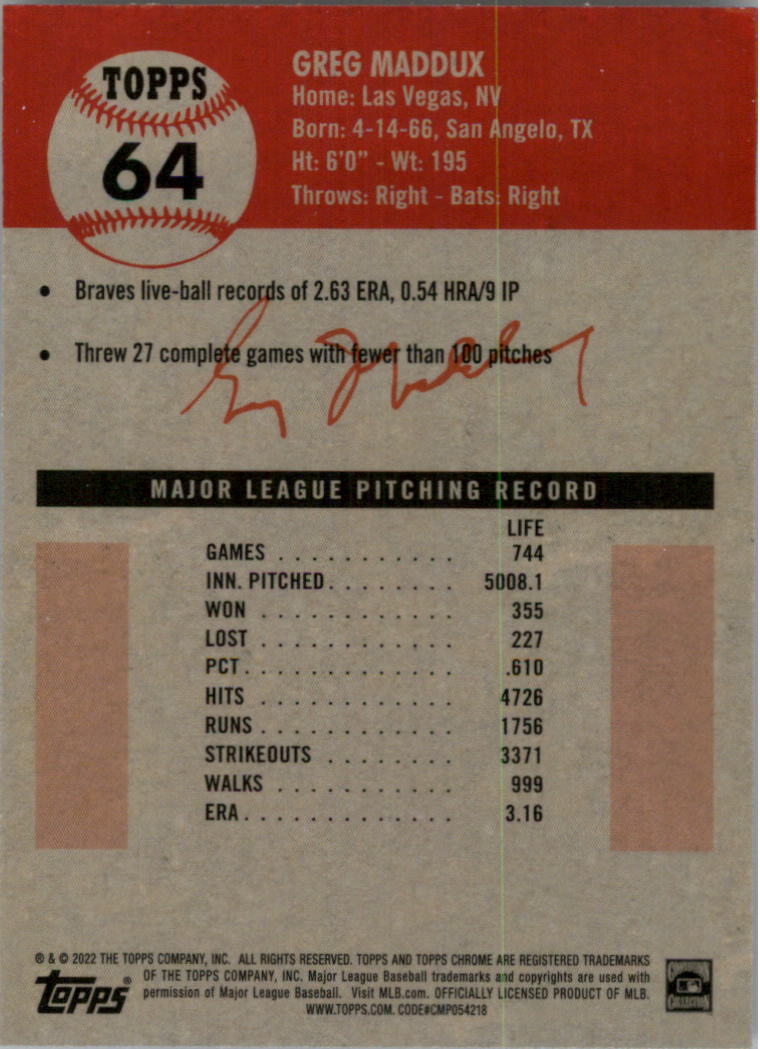 TOPPS
64
GREG MADDUX
Home: Las Vegas, NV
Born: 4-14-66, San Angelo, TX
Ht: 6'0" - Wt: 195
Throws: Right - Bats: Right
• Braves live-ball records of 2.63 ERA, 0.54 HRA/9 IP
• Threw 27 complete games with fewer than 100 pitches
Greg Maddux
MAJOR LEAGUE PITCHING RECORD
LIFE
GAMES . . . . . . . . . . . . 744
INN. PITCHED. . . . . . . . 5008.1
WON . . . . . . . . . . . . . 355
LOST . . . . . . . . . . . . . 227
PCT. . . . . . . . . . . . . . .610
HITS . . . . . . . . . . . . . 4726
RUNS . . . . . . . . . . . . . 1756
STRIKEOUTS . . . . . . . . 3371
WALKS . . . . . . . . . . . . 999
ERA. . . . . . . . . . . . . . 3.16
® & © 2022 THE TOPPS COMPANY, INC. ALL RIGHTS RESERVED. TOPPS AND TOPPS CHROME ARE REGISTERED TRADEMARKS
OF THE TOPPS COMPANY, INC. Major League Baseball trademarks and copyrights are used with
permission of Major League Baseball. Visit MLB.com. OFFICIALLY LICENSED PRODUCT OF MLB.
WWW.TOPPS.COM. CODE#CMP054218
topps®